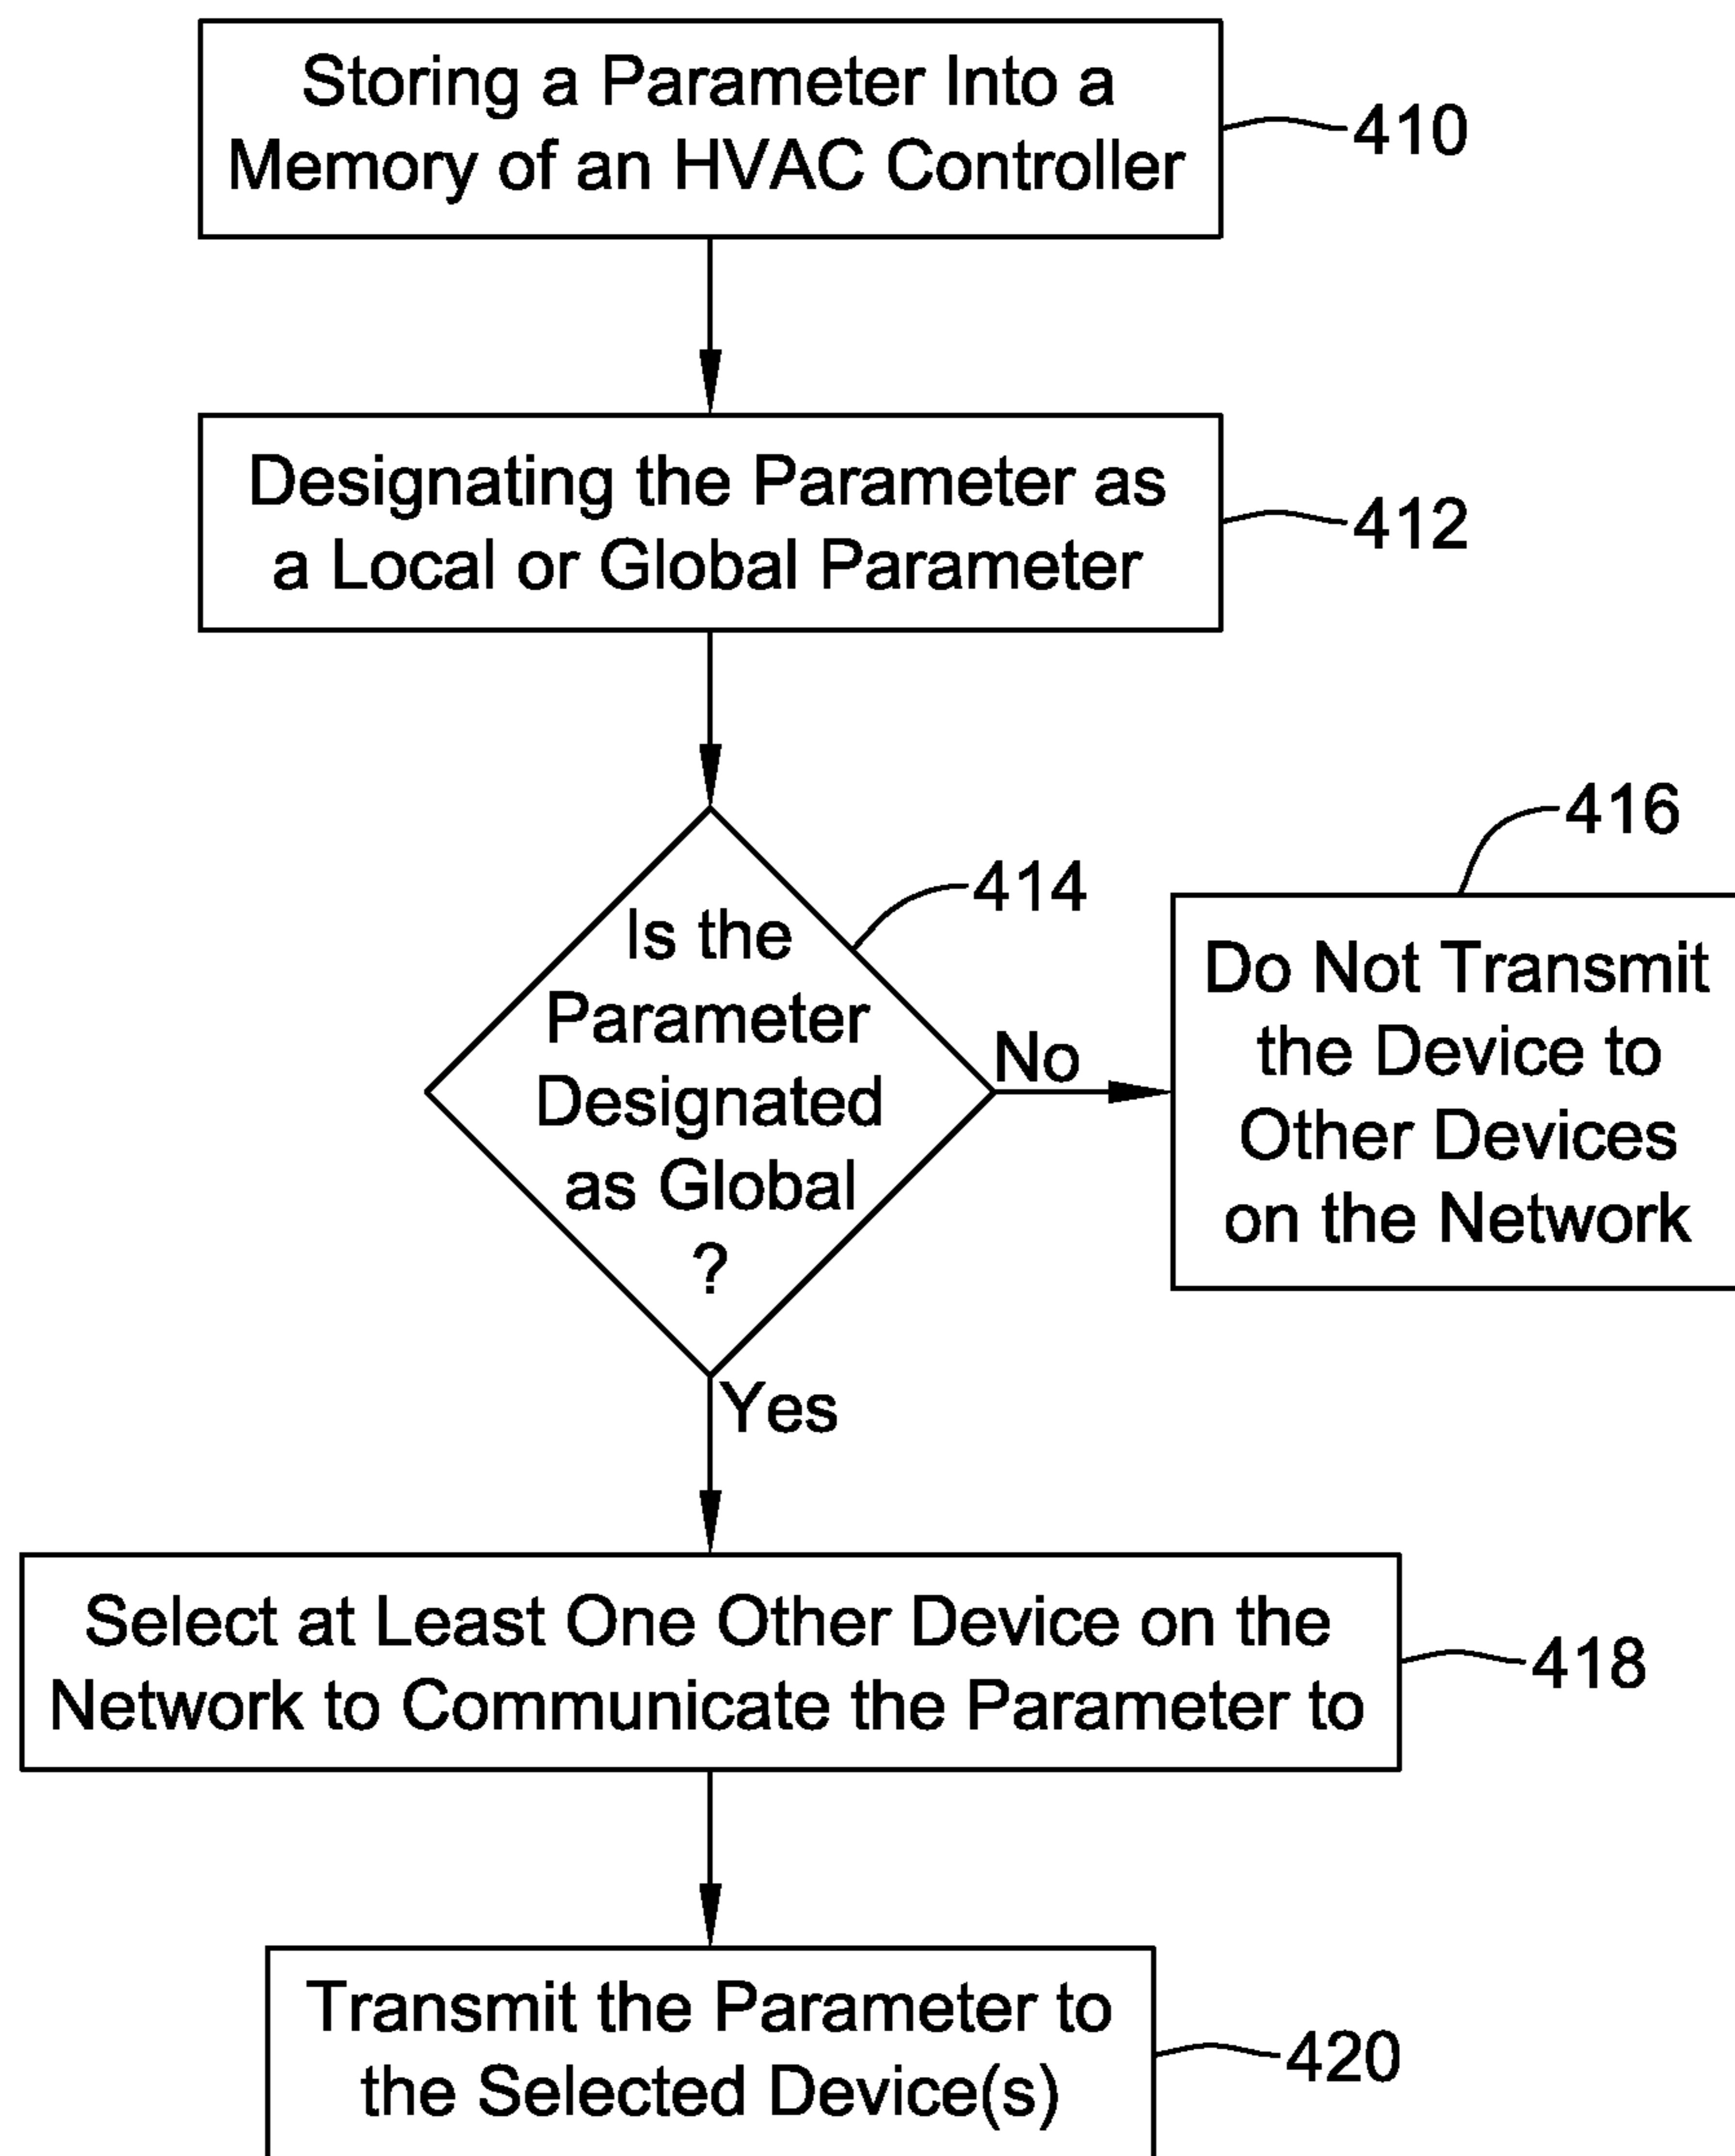 Storing a Parameter Into a
Memory of an HVAC Controller
410
Designating the Parameter as
a Local or Global Parameter
412
Is the
Parameter
Designated
as Global
?
414
No
416
Do Not Transmit
the Device to
Other Devices
on the Network
Yes
Select at Least One Other Device on the
Network to Communicate the Parameter to
418
Transmit the Parameter to
the Selected Device(s)
420